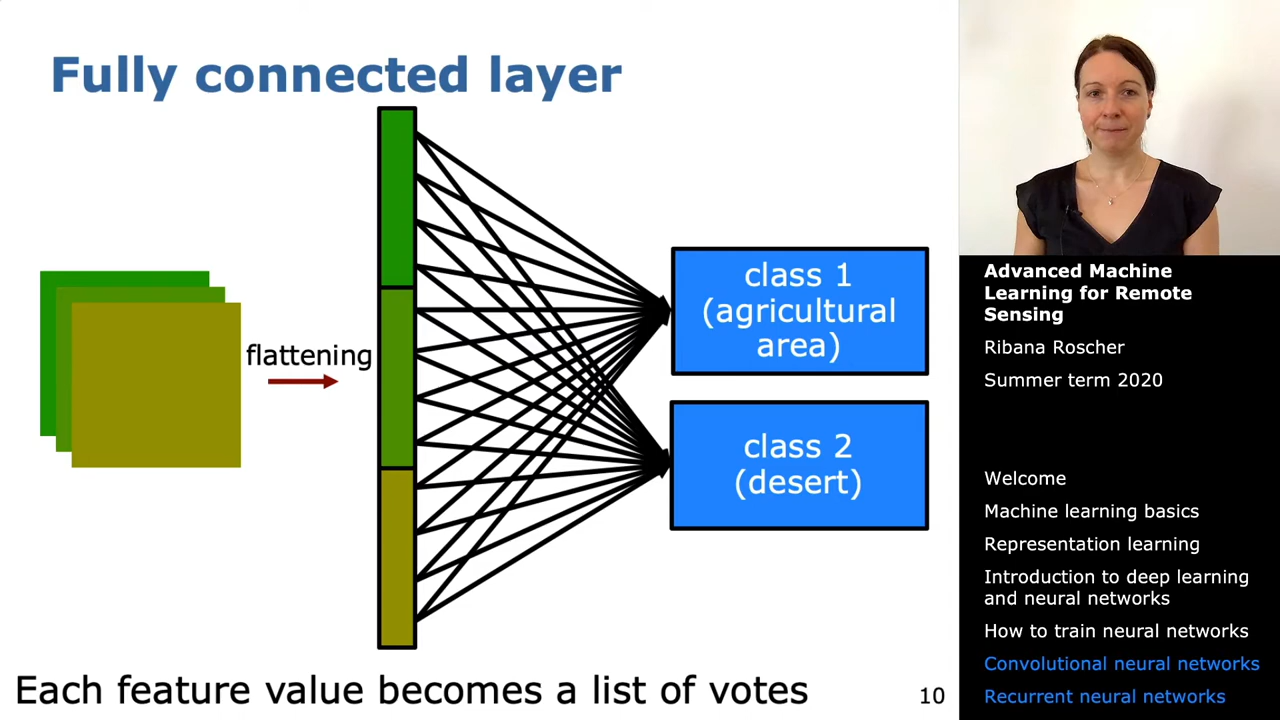 Fully connected layer
flattening
class 1
(agricultural
area)
class 2
(desert)
Each feature value becomes a list of votes
10
Advanced Machine
Learning for Remote
Sensing
Ribana Roscher
Summer term 2020
Welcome
Machine learning basics
Representation learning
Introduction to deep learning
and neural networks
How to train neural networks
Convolutional neural networks
Recurrent neural networks